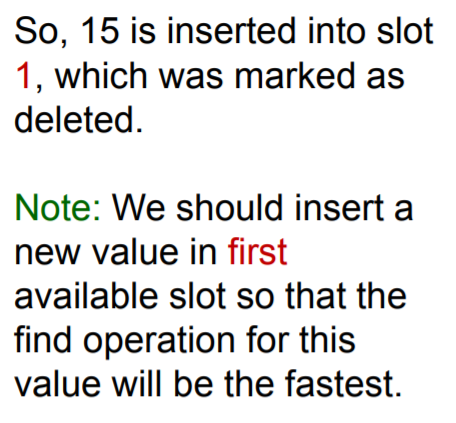 So, 15 is inserted into slot
1, which was marked as
deleted.
Note: We should insert a
new value in first
available slot so that the
find operation for this
value will be the fastest.